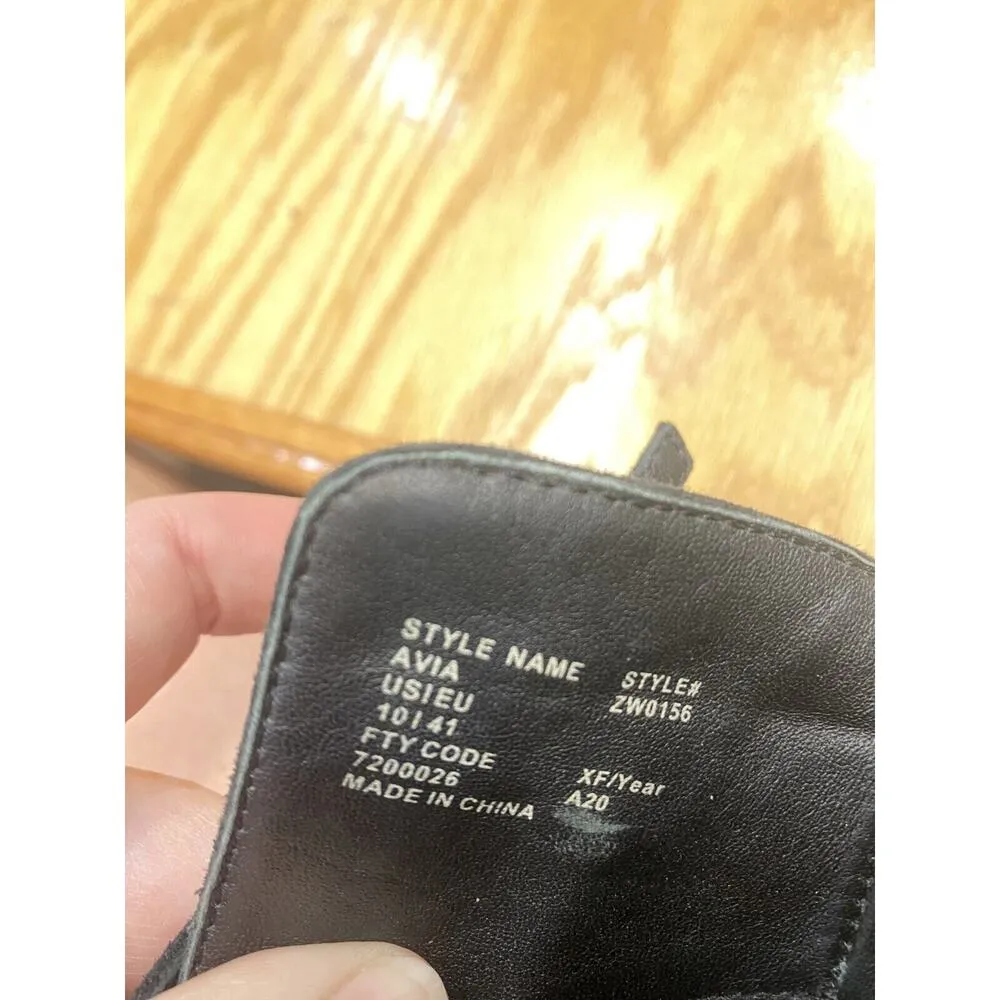 STYLE NAME
AVIA
US|EU
10|41
FTY CODE
7200026
MADE IN CHINA
STYLE#
ZW0156
XF/Year
A20